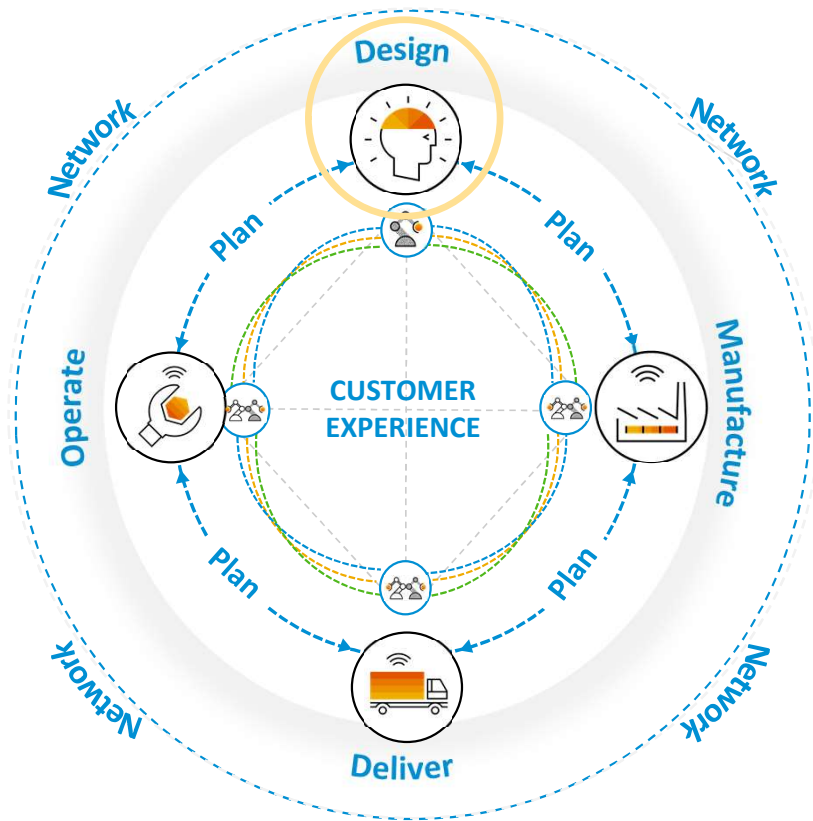 Design
Network
Network
Plan
Plan
Operate
CUSTOMER
EXPERIENCE
Manufacture
Plan
Plan
Network
Network
Deliver